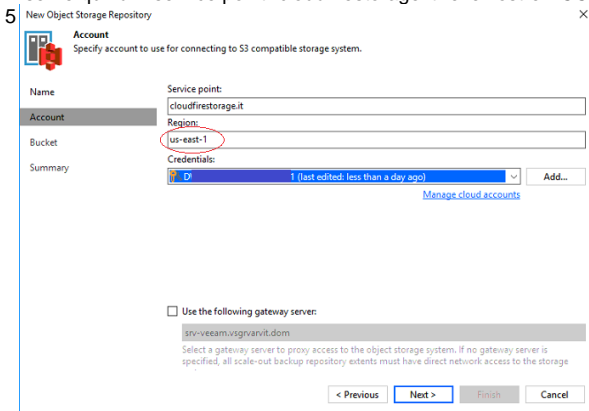 5
New Object Storage Repository
Account
Specify account to use for connecting to S3 compatible storage system.
Name
Account
Bucket
Summary
Service point:
cloudfirestorage.it
Region:
us-east-1
Credentials:
1 (last edited: less than a day ago)
Add...
Manage cloud accounts
Use the following gateway server:
srv-veeam.vsgrvarvit.dom
Select a gateway server to proxy access to the object storage system. If no gateway server is
specified, all scale-out backup repository extents must have direct network access to the storage
< Previous
Next >
Finish
Cancel